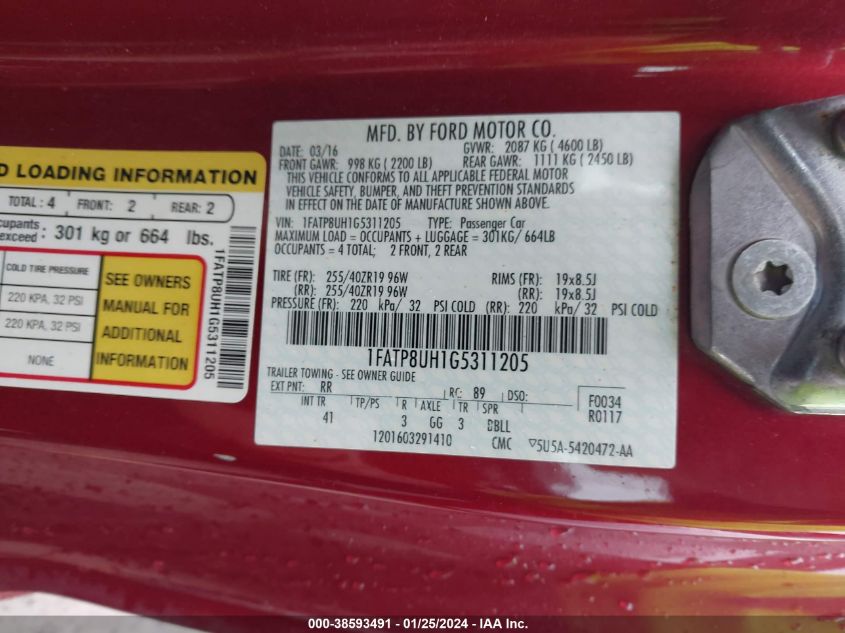 D LOADING INFORMATION
TOTAL: 4 FRONT: 2 REAR: 2
cupants
exceed: 301 kg or 664 lbs.
COLD TIRE PRESSURE
220 KPA, 32 PSI
220 KPA, 32 PSI
NONE
SEE OWNERS
MANUAL FOR
ADDITIONAL
INFORMATION
1FATP8UH1G5311205
MFD. BY FORD MOTOR CO.
DATE: 03/16 GVWR: 2087 KG ( 4600 LB)
FRONT GAWR: 998 KG ( 2200 LB) REAR GAWR: 1111 KG ( 2450 LB)
THIS VEHICLE CONFORMS TO ALL APPLICABLE FEDERAL MOTOR
VEHICLE SAFETY, BUMPER, AND THEFT PREVENTION STANDARDS
IN EFFECT ON THE DATE OF MANUFACTURE SHOWN ABOVE.
VIN: 1FATP8UH1G5311205 TYPE: Passenger Car
MAXIMUM LOAD = OCCUPANTS + LUGGAGE = 301KG/ 664LB
OCCUPANTS = 4 TOTAL: 2 FRONT, 2 REAR
TIRE (FR): 255/40ZR19 96W RIMS (FR): 19x8.5J
(RR): 255/40ZR19 96W (RR): 19x8.5J
PRESSURE (FR): 220 kPa/ 32 PSI COLD (RR): 220 kPa/ 32 PSI COLD
1FATP8UH1G5311205
TRAILER TOWING - SEE OWNER GUIDE
EXT PNT: RR RC: 89 DSO:
INT TR TP/PS R AXLE TR SPR
41 3 GG 3 DBLL
F0034
R0117
1201603291410 CMC ▽5U5A-5420472-AA
000-38593491 - 01/25/2024 - IAA Inc.